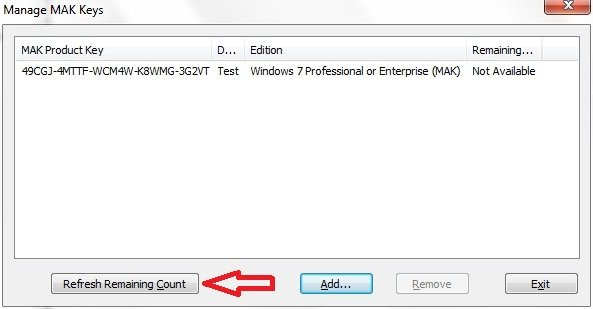 Manage MAK Keys
MAK Product Key D... Edition Remaining...
49CGJ-4MTTF-WCM4W-K8WMG-3G2VT Test Windows 7 Professional or Enterprise (MAK) Not Available
Refresh Remaining Count Add... Remove Exit